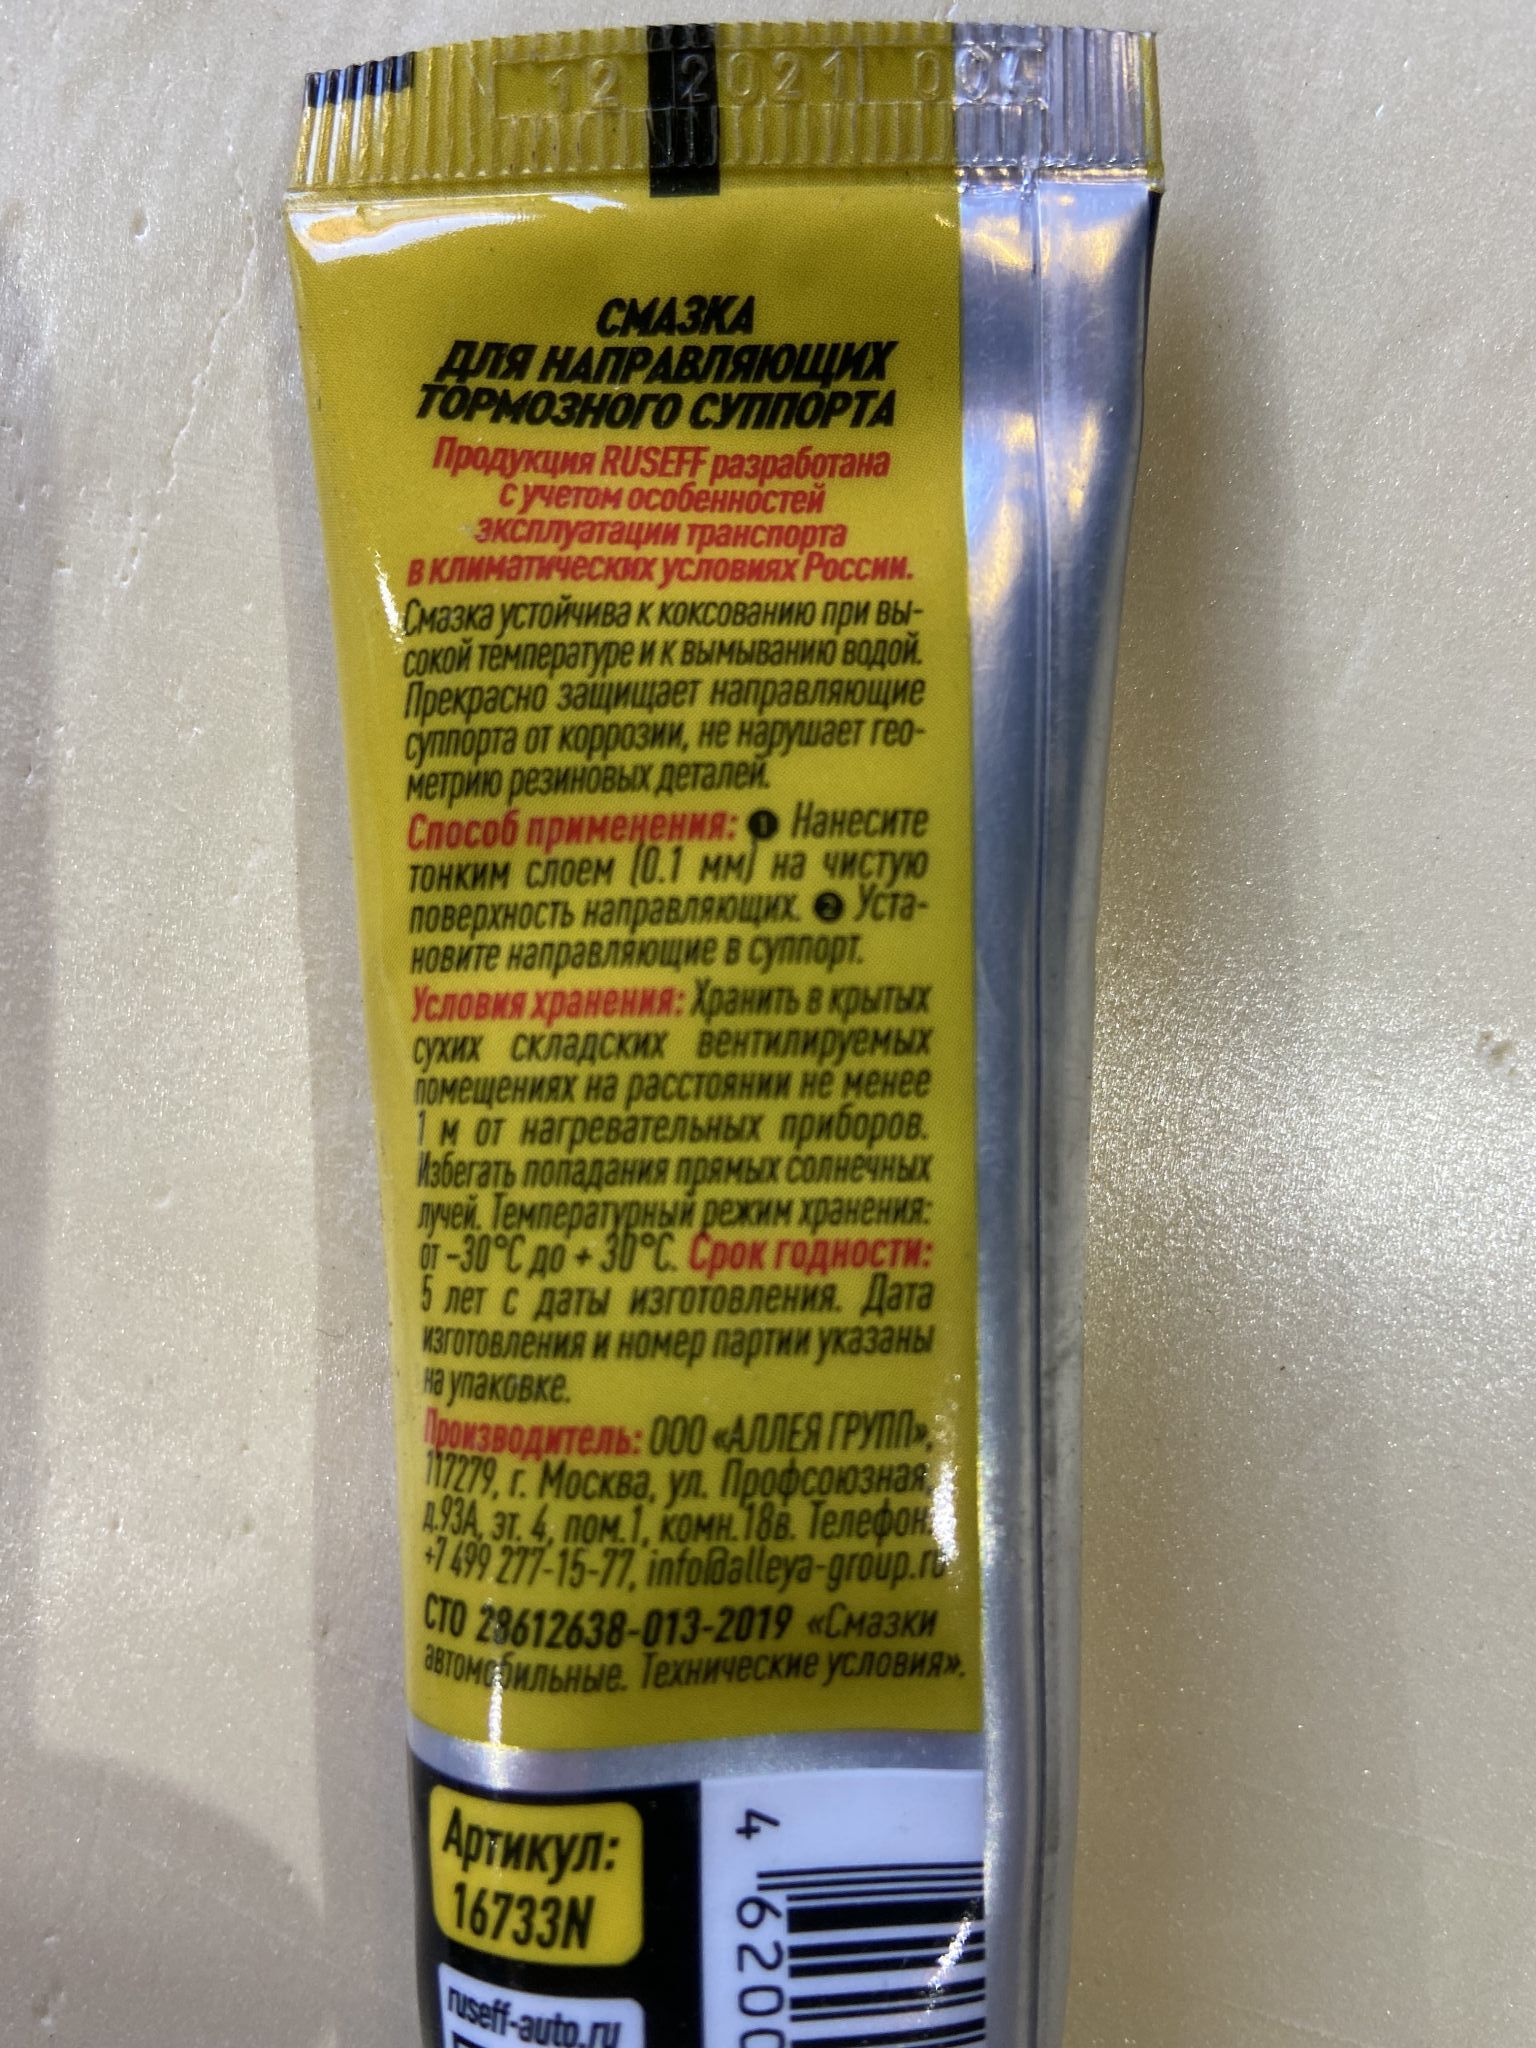 12 2021 004
СМАЗКА
ДЛЯ НАПРАВЛЯЮЩИХ
ТОРМОЗНОГО СУППОРТА
Продукция RUSEFF разработана
с учетом особенностей
эксплуатации транспорта
в климатических условиях России.
Смазка устойчива к коксованию при вы-
сокой температуре и к вымыванию водой.
Прекрасно защищает направляющие
суппорта от коррозии, не нарушает гео-
метрию резиновых деталей.
Способ применения: ❶ Нанесите
тонким слоем (0.1 мм) на чистую
поверхность направляющих. ❷ Уста-
новите направляющие в суппорт.
Условия хранения: Хранить в крытых
сухих складских вентилируемых
помещениях на расстоянии не менее
1 м от нагревательных приборов.
Избегать попадания прямых солнечных
лучей. Температурный режим хранения:
от –30°C до + 30°C. Срок годности:
5 лет с даты изготовления. Дата
изготовления и номер партии указаны
на упаковке.
Производитель: ООО «АЛЛЕЯ ГРУПП»,
117279, г. Москва, ул. Профсоюзная,
д.93А, эт. 4, пом.1, комн.18в. Телефон:
+7 499 277-15-77, info@alleya-group.ru
СТО 28612638-013-2019 «Смазки
автомобильные. Технические условия».
Артикул:
16733N
ruseff-auto.ru
4 6200